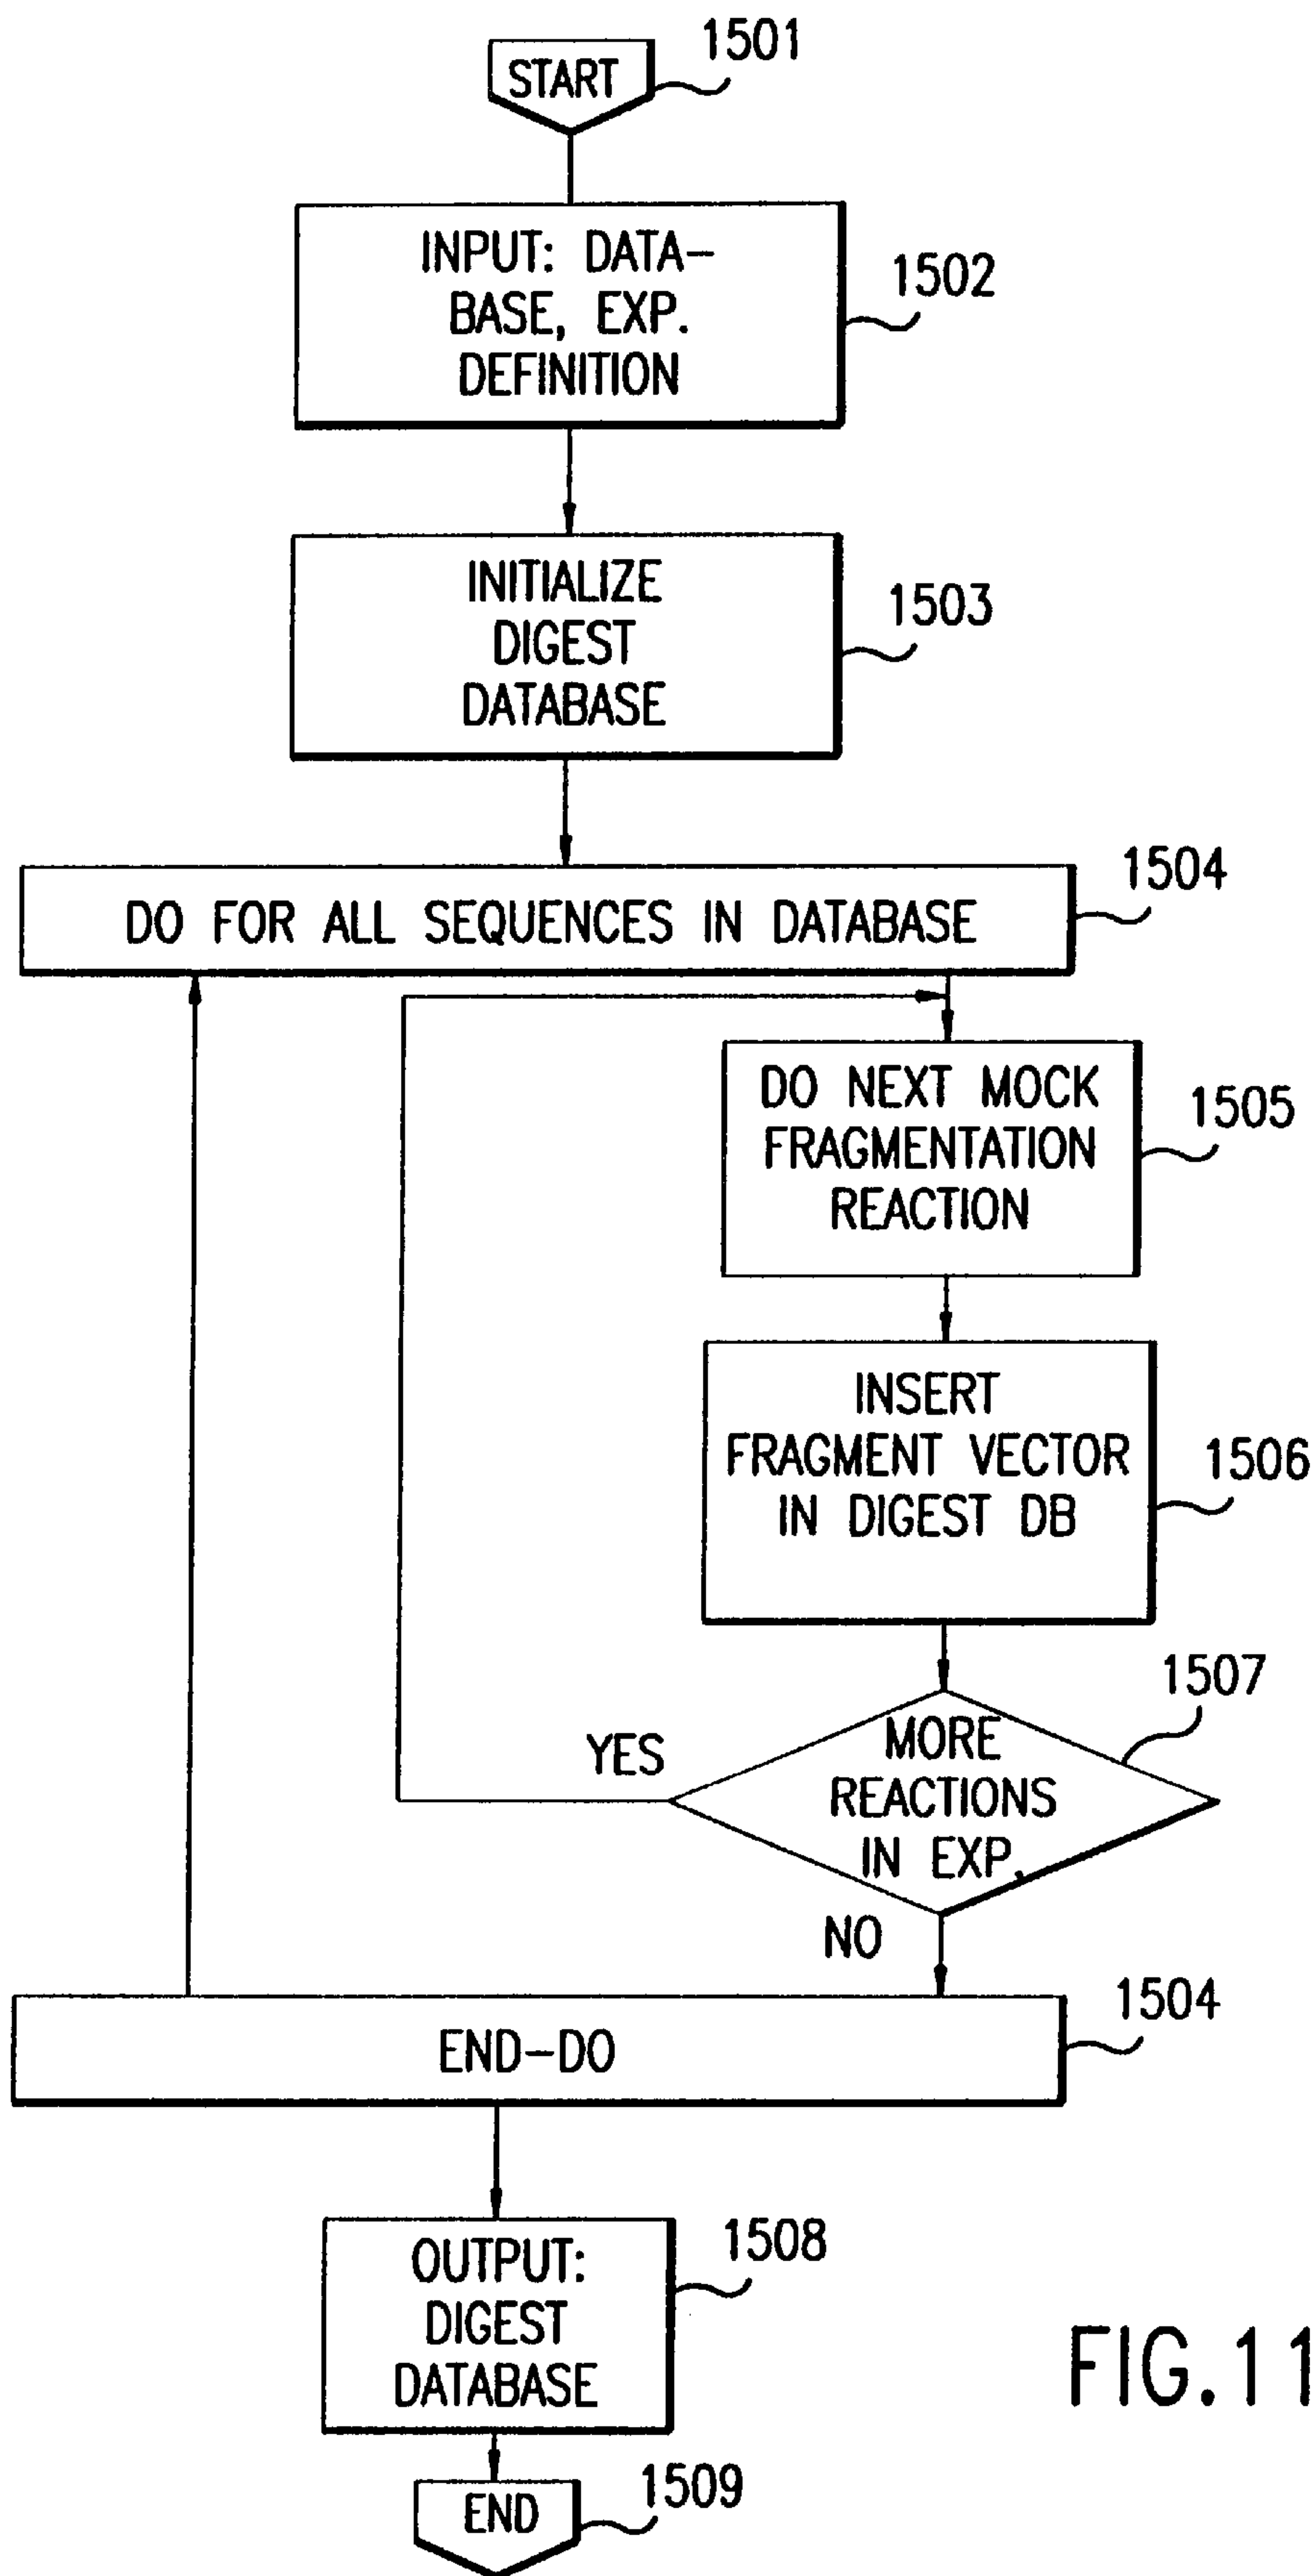 START
1501
INPUT: DATA-
BASE, EXP.
DEFINITION
1502
INITIALIZE
DIGEST
DATABASE
1503
DO FOR ALL SEQUENCES IN DATABASE
1504
DO NEXT MOCK
FRAGMENTATION
REACTION
1505
INSERT
FRAGMENT VECTOR
IN DIGEST DB
1506
MORE
REACTIONS
IN EXP.
1507
YES
NO
END-DO
1504
OUTPUT:
DIGEST
DATABASE
1508
END
1509
FIG.11